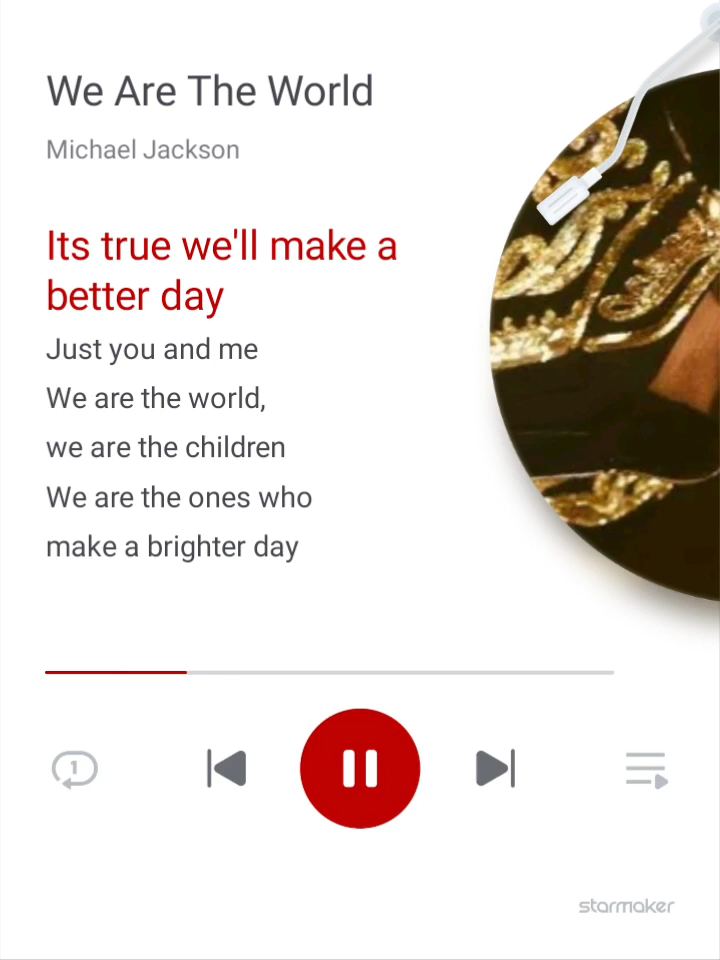 We Are The World
Michael Jackson
Its true we'll make a
better day
Just you and me
We are the world,
we are the children
We are the ones who
make a brighter day
1
starmaker